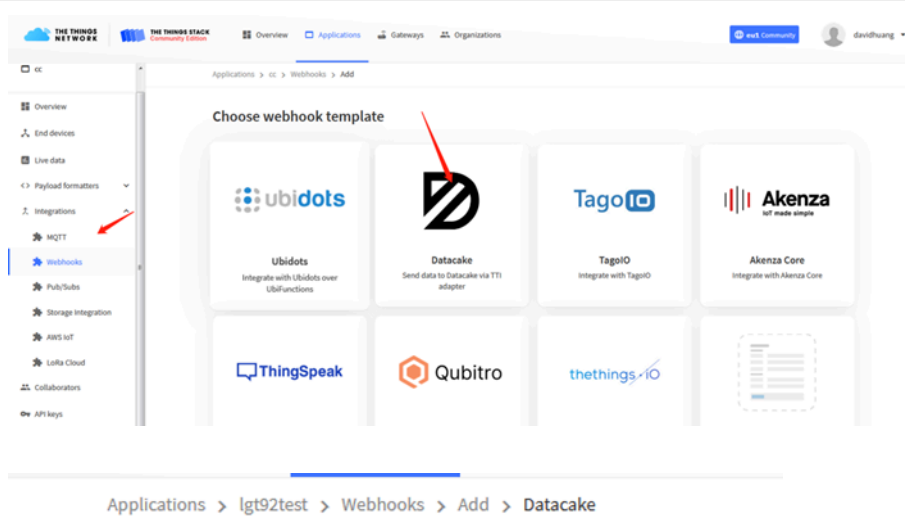 THE THINGS NETWORK
THE THINGS STACK
Community Edition
Overview
Applications
Gateways
Organizations
eu1 Community
davidhuang
cc
Applications > cc > Webhooks > Add
Overview
End devices
Live data
Payload formatters
Integrations
MQTT
Webhooks
Pub/Subs
Storage Integration
AWS IoT
LoRa Cloud
Collaborators
API keys
Choose webhook template
ubidots
Ubidots
Integrate with Ubidots over
UbiFunctions
Datacake
Send data to Datacake via TTI
adapter
TagoIO
TagoIO
Integrate with TagoIO
Akenza
IoT made simple
Akenza Core
Integrate with Akenza Core
ThingSpeak
Qubitro
thethings.iO
Applications > lgt92test > Webhooks > Add > Datacake